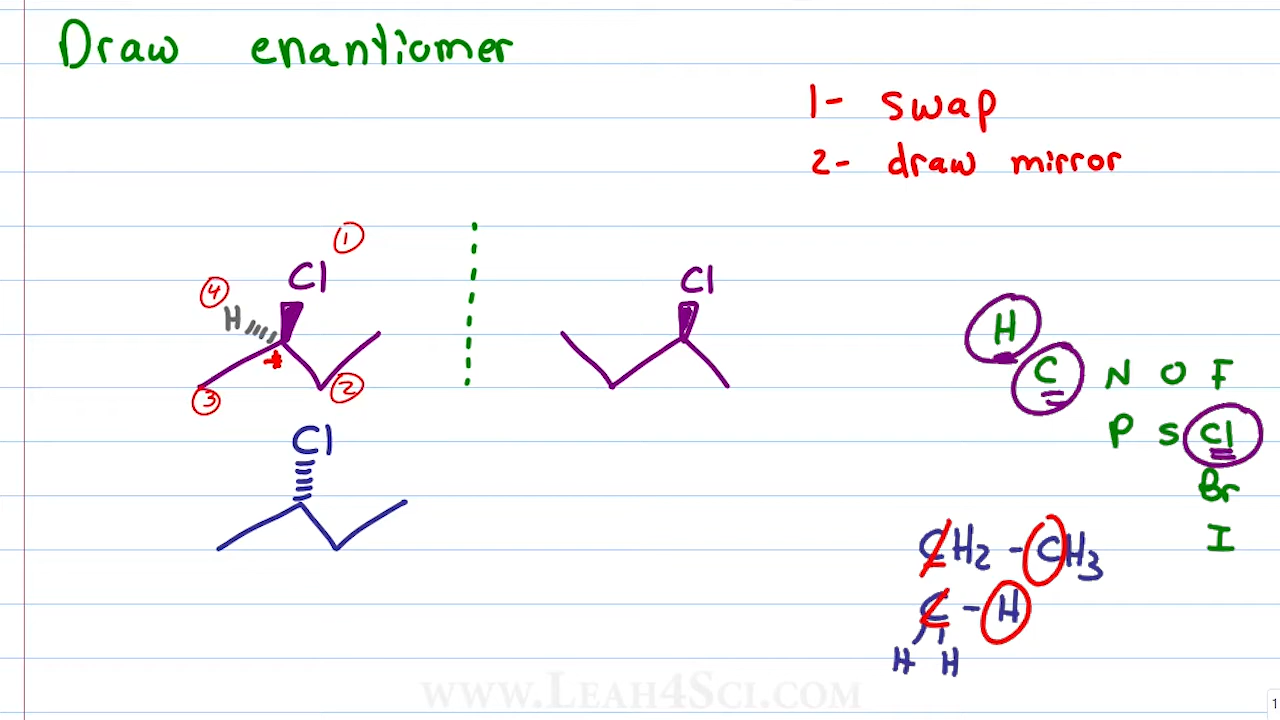 Draw enantiomer
1- swap
2- draw mirror
1
Cl
Cl
4
H
H
C N O F
3
2
P S Cl
Cl
Br
I
CH2 - CH3
C - H
H H
www.Leah4Sci.com
1